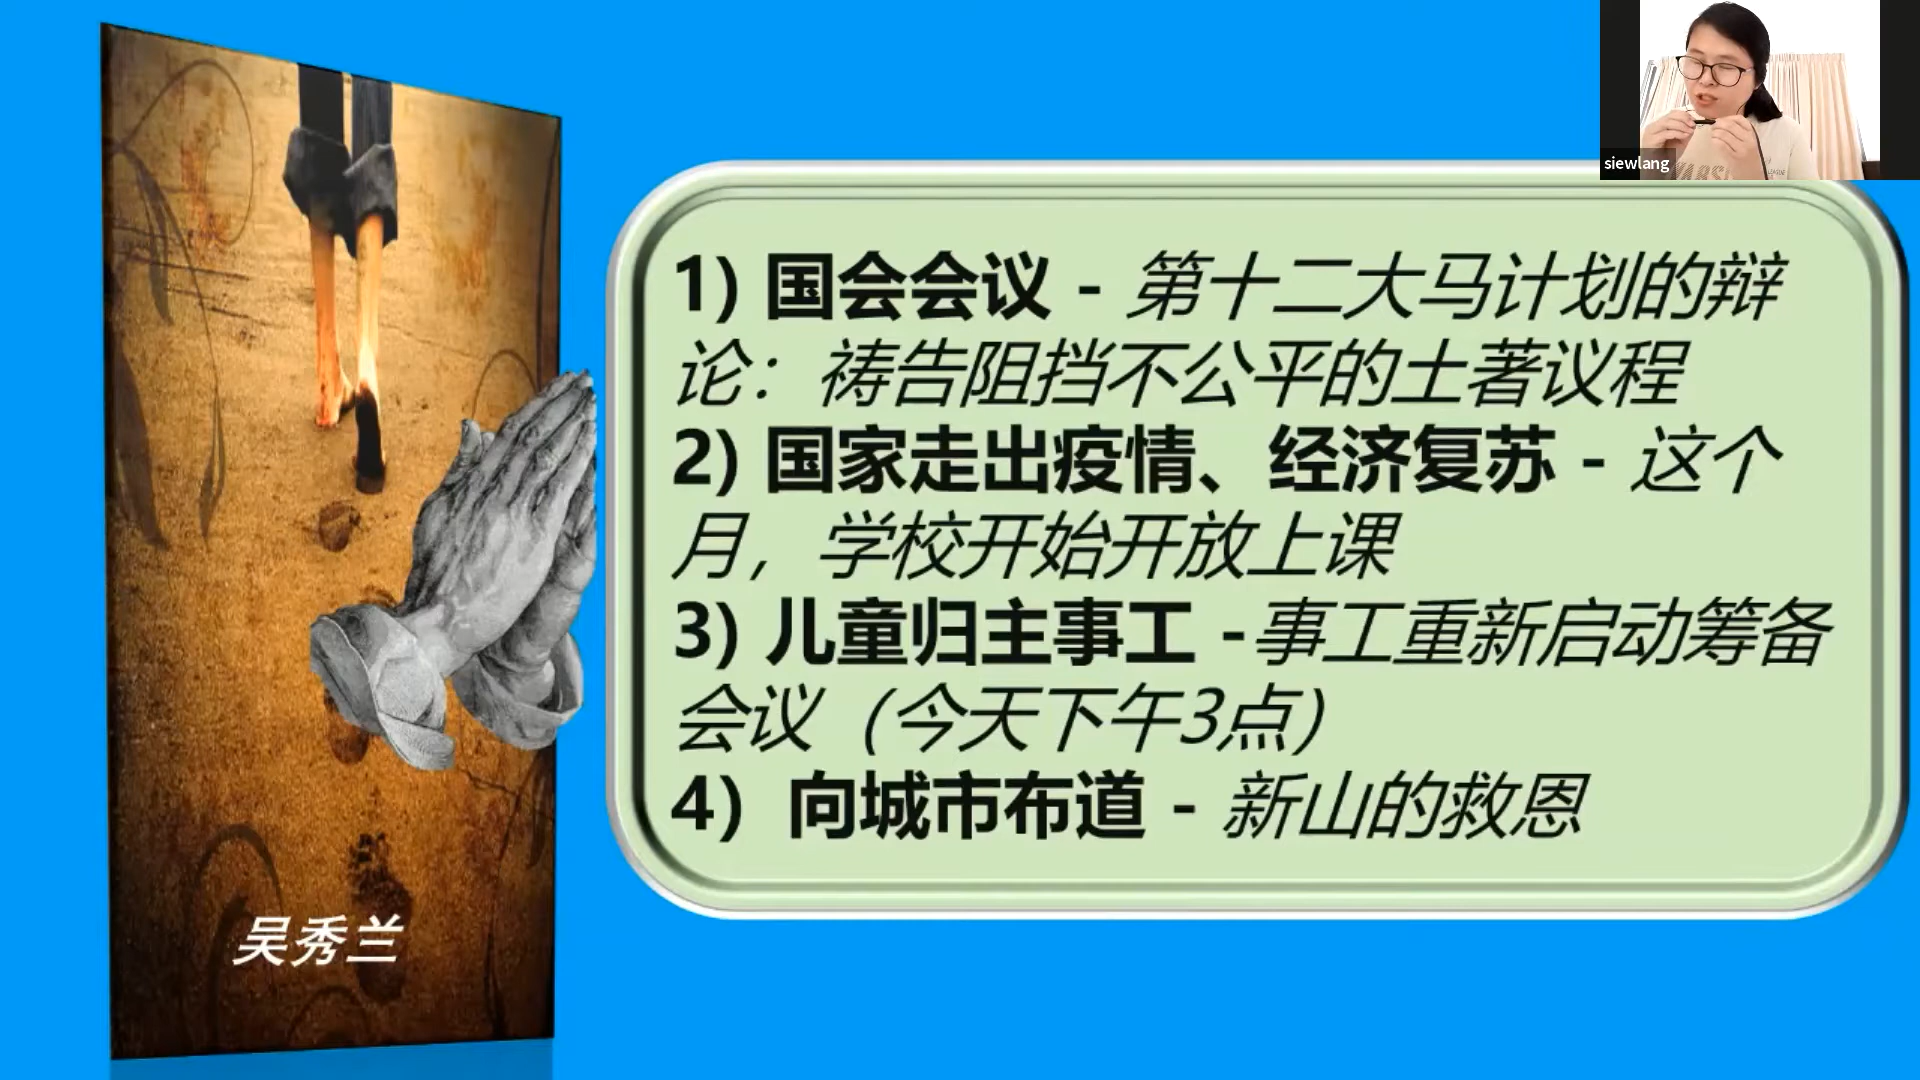 siewlang
1) 国会会议 - 第十二大马计划的辩
论：祷告阻挡不公平的土著议程
2) 国家走出疫情、经济复苏 - 这个
月，学校开始开放上课
3) 儿童归主事工 -事工重新启动筹备
会议（今天下午3点）
4) 向城市布道 - 新山的救恩
吴秀兰